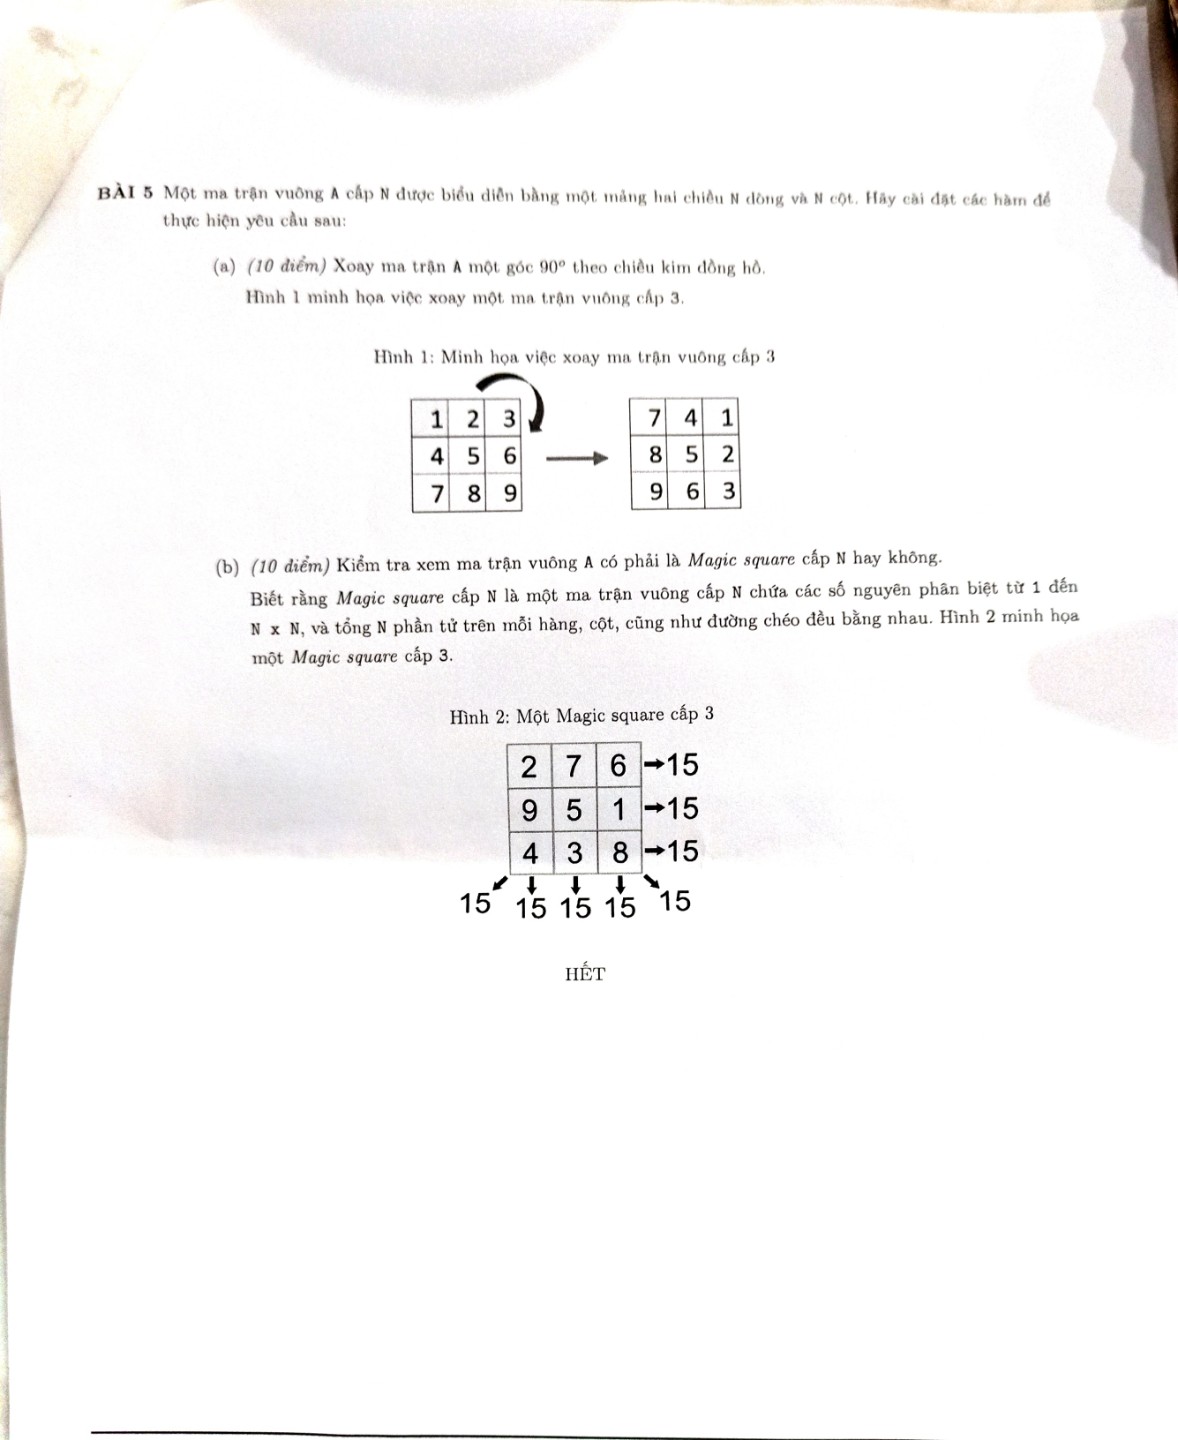 BÀI 5 Một ma trận vuông A cấp N được biểu diễn bằng một mảng hai chiều N dòng và N cột. Hãy cài đặt các hàm để
thực hiện yêu cầu sau:
(a) (10 điểm) Xoay ma trận A một góc 90° theo chiều kim đồng hồ.
Hình 1 minh họa việc xoay một ma trận vuông cấp 3.
Hình 1: Minh họa việc xoay ma trận vuông cấp 3
1 2 3 7 4 1
4 5 6 8 5 2
7 8 9 9 6 3
(b) (10 điểm) Kiểm tra xem ma trận vuông A có phải là Magic square cấp N hay không.
Biết rằng Magic square cấp N là một ma trận vuông cấp N chứa các số nguyên phân biệt từ 1 đến
N x N, và tổng N phần tử trên mỗi hàng, cột, cũng như đường chéo đều bằng nhau. Hình 2 minh họa
một Magic square cấp 3.
Hình 2: Một Magic square cấp 3
2 7 6 15
9 5 1 15
4 3 8 15
15 15 15 15 15
HẾT